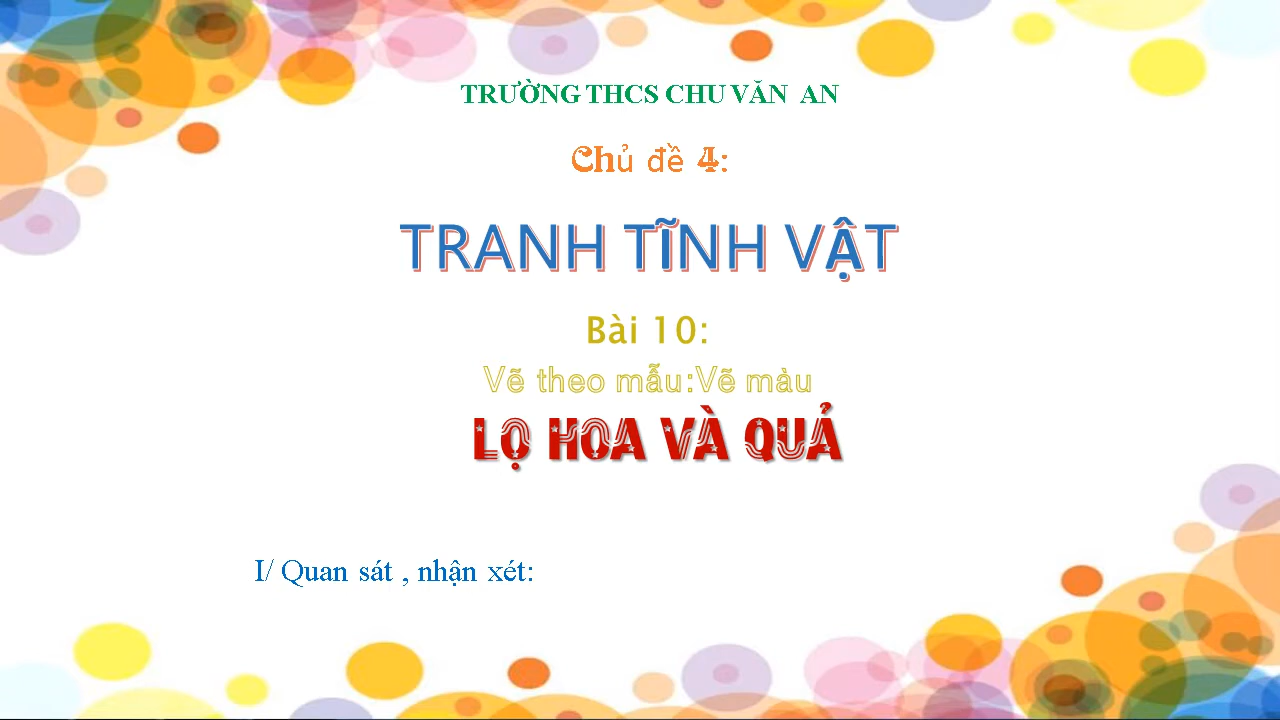 TRƯỜNG THCS CHU VĂN AN
Chủ đề 4:
TRANH TĨNH VẬT
Bài 10:
Vẽ theo mẫu:Vẽ màu
LỌ HOA VÀ QUẢ
I/ Quan sát , nhận xét: